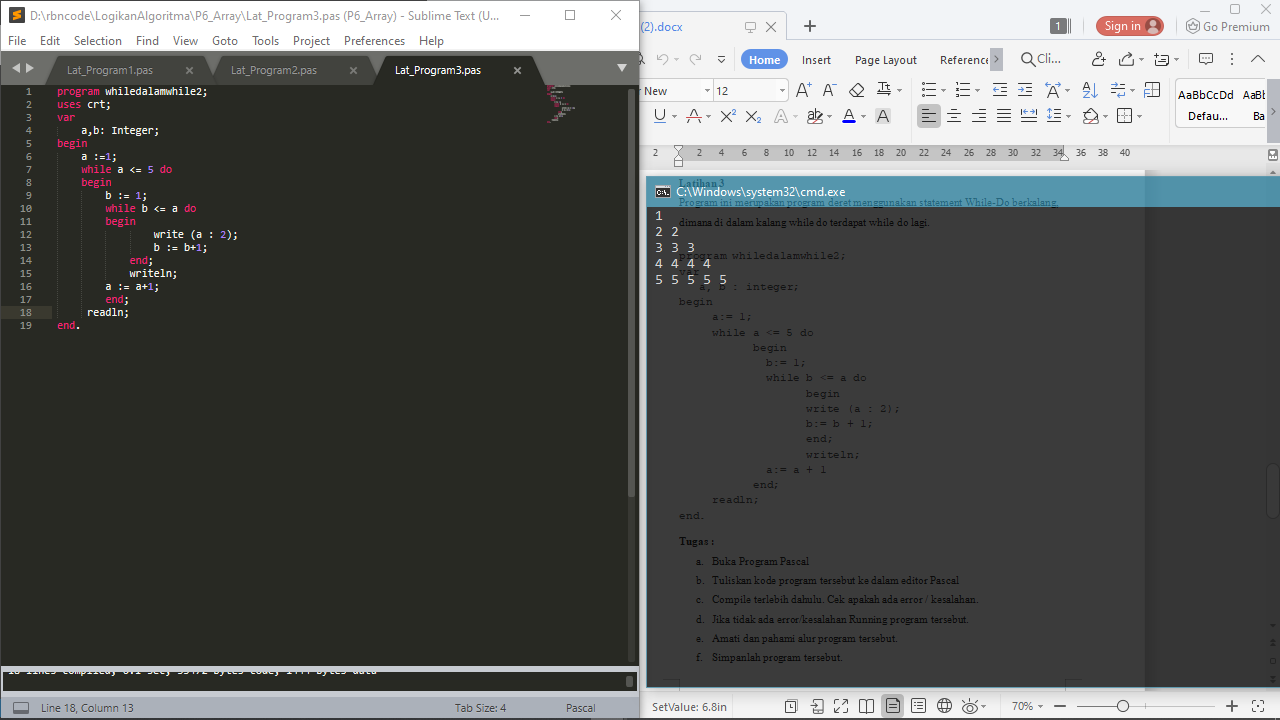 D:\rbncode\LogikanAlgoritma\P6_Array\Lat_Program3.pas (P6_Array) - Sublime Text (U...
File Edit Selection Find View Goto Tools Project Preferences Help
Lat_Program1.pas Lat_Program2.pas Lat_Program3.pas
1 program whiledalamwhile2;
2 uses crt;
3 var
4 a,b: Integer;
5 begin
6 a :=1;
7 while a <= 5 do
8 begin
9 b := 1;
10 while b <= a do
11 begin
12 write (a : 2);
13 b := b+1;
14 end;
15 writeln;
16 a := a+1;
17 end;
18 readln;
19 end.
Line 18, Column 13 Tab Size: 4 Pascal
(2).docx 1 Sign in Go Premium
Home Insert Page Layout Reference Cli...
New 12 AaBbCcDd AaBb
Defau... Ba
2 2 4 6 8 10 12 14 16 18 20 22 24 26 28 30 32 34 36 38 40
Latihan 3
C:\Windows\system32\cmd.exe
Program ini merupakan program deret menggunakan statement While-Do berkalang,
dimana di dalam kalang while do terdapat while do lagi.
1
2 2
3 3 3
4 4 4 4
5 5 5 5 5
program whiledalamwhile2;
var
a, b : integer;
begin
a:= 1;
while a <= 5 do
begin
b:= 1;
while b <= a do
begin
write (a : 2);
b:= b + 1;
end;
writeln;
a:= a + 1
end;
readln;
end.
Tugas :
a. Buka Program Pascal
b. Tuliskan kode program tersebut ke dalam editor Pascal
c. Compile terlebih dahulu. Cek apakah ada error / kesalahan.
d. Jika tidak ada error/kesalahan Running program tersebut.
e. Amati dan pahami alur program tersebut.
f. Simpanlah program tersebut.
SetValue: 6.8in 70%